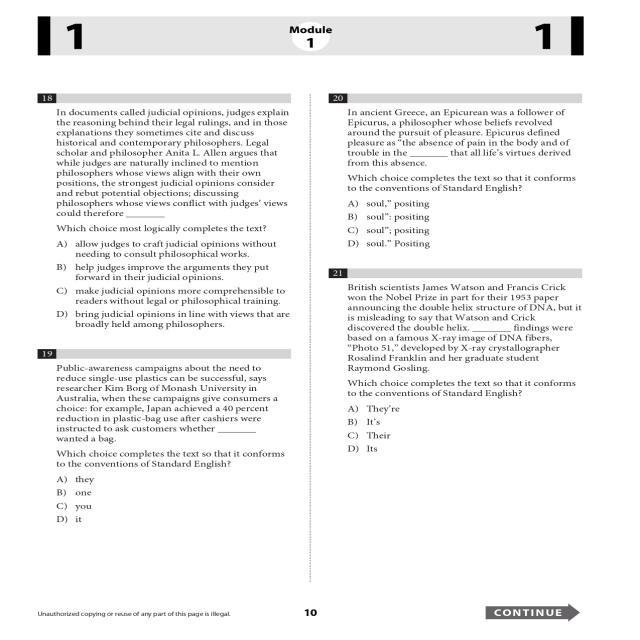 1
Module
1
1
18
In documents called judicial opinions, judges explain
the reasoning behind their legal rulings, and in those
explanations they sometimes cite and discuss
historical and contemporary philosophers. Legal
scholar and philosopher Anita L. Allen argues that
while judges are naturally inclined to mention
philosophers whose views align with their own
positions, the strongest judicial opinions consider
and rebut potential objections; discussing
philosophers whose views conflict with judges' views
could therefore ________
Which choice most logically completes the text?
A) allow judges to craft judicial opinions without
needing to consult philosophical works.
B) help judges improve the arguments they put
forward in their judicial opinions.
C) make judicial opinions more comprehensible to
readers without legal or philosophical training.
D) bring judicial opinions in line with views that are
broadly held among philosophers.
19
Public-awareness campaigns about the need to
reduce single-use plastics can be successful, says
researcher Kim Borg of Monash University in
Australia, when these campaigns give consumers a
choice: for example, Japan achieved a 40 percent
reduction in plastic-bag use after cashiers were
instructed to ask customers whether ________
wanted a bag.
Which choice completes the text so that it conforms
to the conventions of Standard English?
A) they
B) one
C) you
D) it
20
In ancient Greece, an Epicurean was a follower of
Epicurus, a philosopher whose beliefs revolved
around the pursuit of pleasure. Epicurus defined
pleasure as “the absence of pain in the body and of
trouble in the ________ that all life's virtues derived
from this absence.
Which choice completes the text so that it conforms
to the conventions of Standard English?
A) soul,” positing
B) soul”: positing
C) soul”; positing
D) soul.” Positing
21
British scientists James Watson and Francis Crick
won the Nobel Prize in part for their 1953 paper
announcing the double helix structure of DNA, but it
is misleading to say that Watson and Crick
discovered the double helix. ________ findings were
based on a famous X-ray image of DNA fibers,
“Photo 51,” developed by X-ray crystallographer
Rosalind Franklin and her graduate student
Raymond Gosling.
Which choice completes the text so that it conforms
to the conventions of Standard English?
A) They're
B) It's
C) Their
D) Its
Unauthorized copying or reuse of any part of this page is illegal.
10
CONTINUE